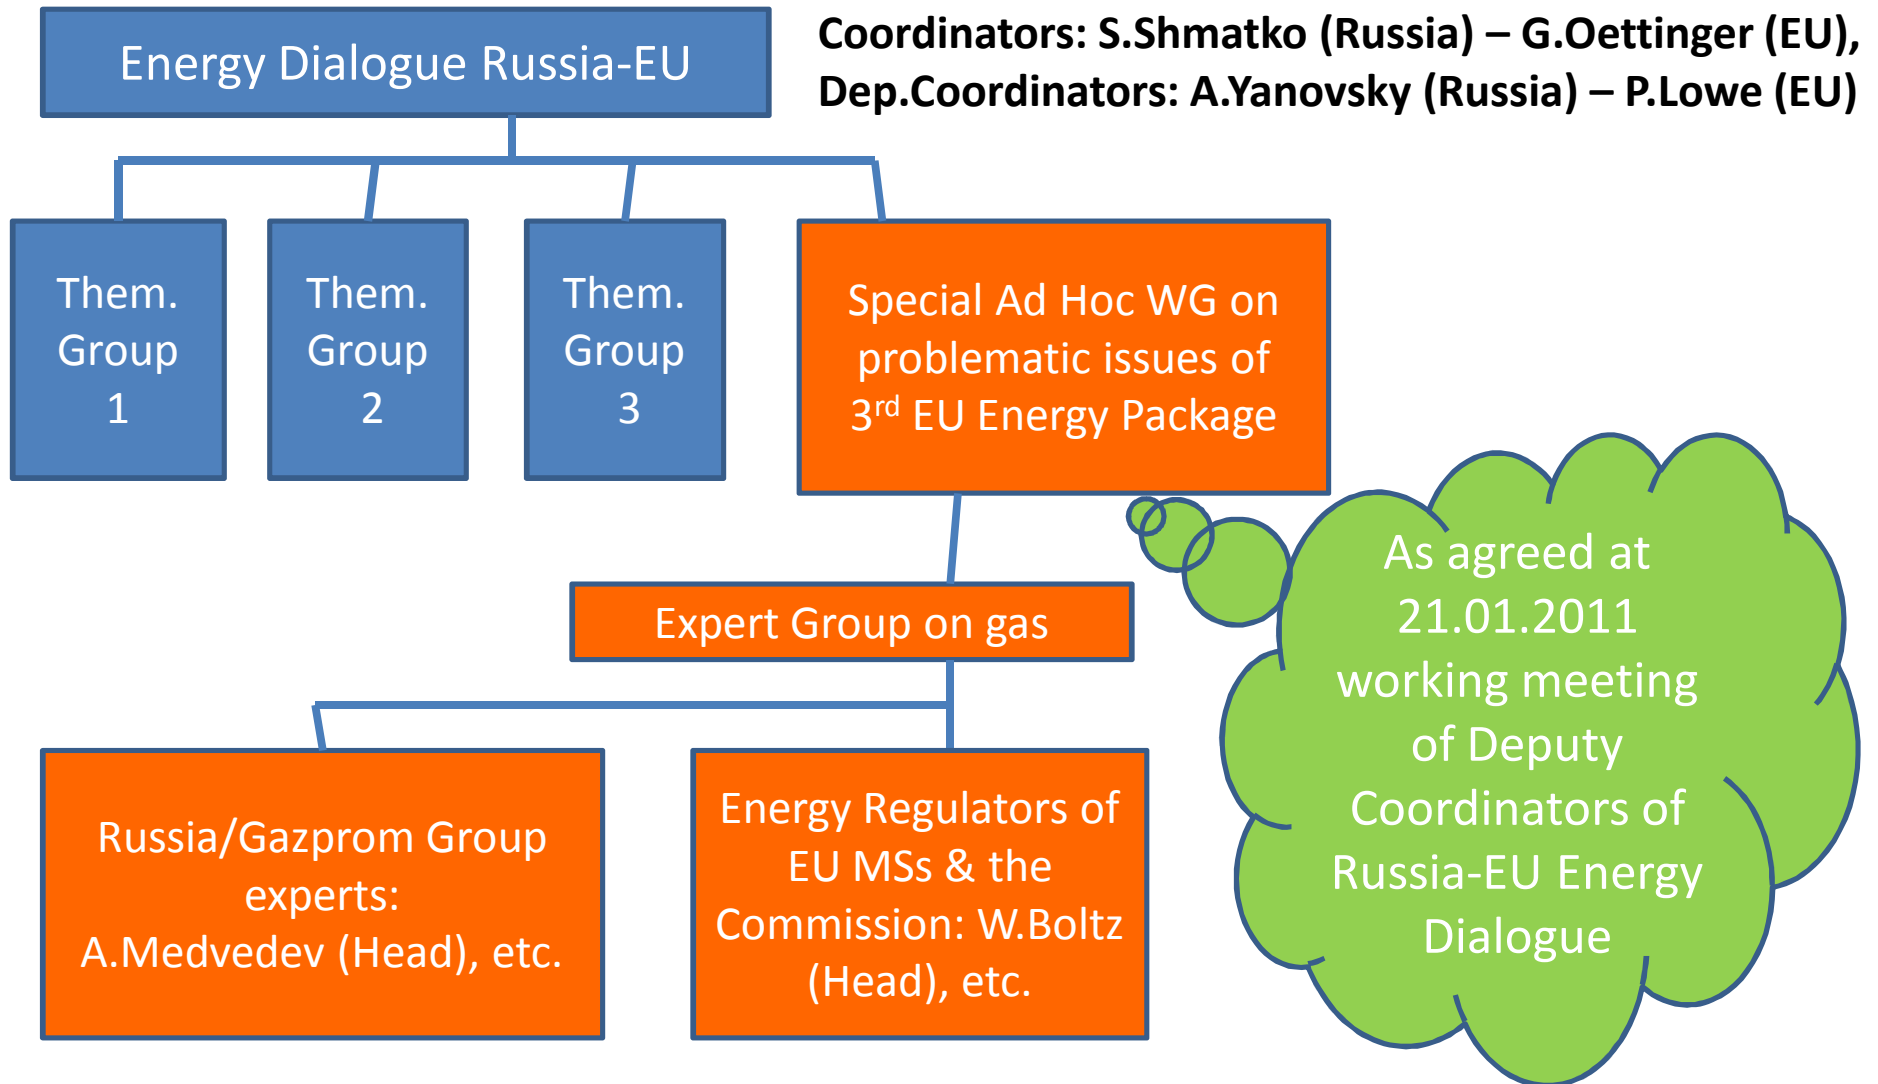 Energy Dialogue Russia-EU
Coordinators: S.Shmatko (Russia) – G.Oettinger (EU),
Dep.Coordinators: A.Yanovsky (Russia) – P.Lowe (EU)
Them.
Group
1
Them.
Group
2
Them.
Group
3
Special Ad Hoc WG on
problematic issues of
3rd EU Energy Package
As agreed at
21.01.2011
working meeting
of Deputy
Coordinators of
Russia-EU Energy
Dialogue
Expert Group on gas
Russia/Gazprom Group
experts:
A.Medvedev (Head), etc.
Energy Regulators of
EU MSs & the
Commission: W.Boltz
(Head), etc.